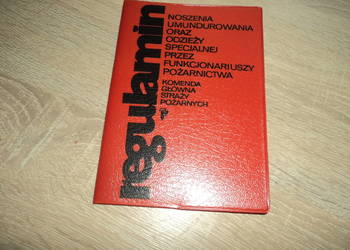 regulamin
NOSZENIA
UMUNDUROWANIA
ORAZ
ODZIEŻY
SPECJALNEJ
PRZEZ
FUNKCJONARIUSZY
POŻARNICTWA
KOMENDA
GŁÓWNA
STRAŻY
POŻARNYCH